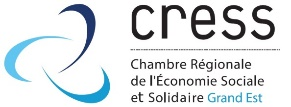 cress
Chambre Régionale
de l'Économie Sociale
et Solidaire Grand Est